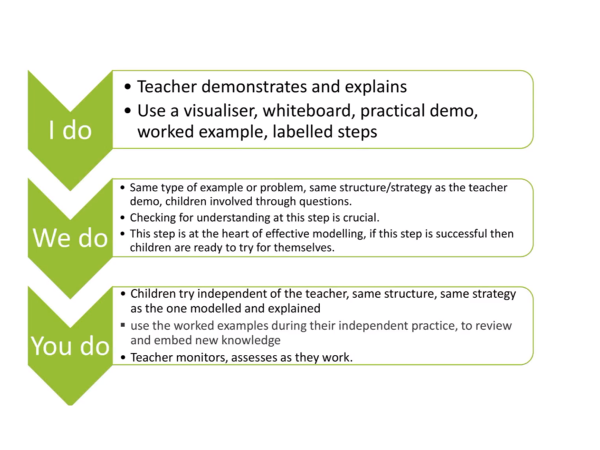 I do
• Teacher demonstrates and explains
• Use a visualiser, whiteboard, practical demo,
worked example, labelled steps
We do
• Same type of example or problem, same structure/strategy as the teacher
demo, children involved through questions.
• Checking for understanding at this step is crucial.
• This step is at the heart of effective modelling, if this step is successful then
children are ready to try for themselves.
You do
• Children try independent of the teacher, same structure, same strategy
as the one modelled and explained
▪ use the worked examples during their independent practice, to review
and embed new knowledge
• Teacher monitors, assesses as they work.